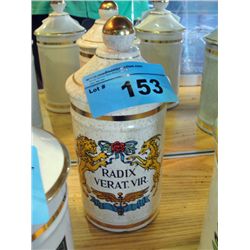 Lot # 153
RADIX
VERAT. VIR.